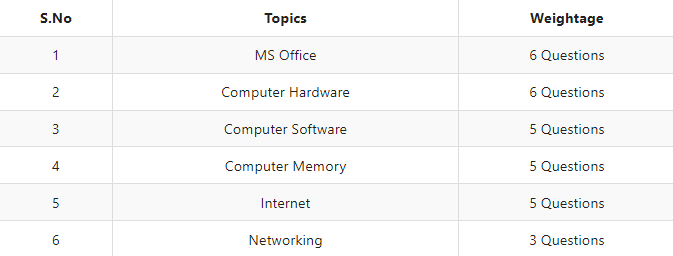 S.No Topics Weightage
1 MS Office 6 Questions
2 Computer Hardware 6 Questions
3 Computer Software 5 Questions
4 Computer Memory 5 Questions
5 Internet 5 Questions
6 Networking 3 Questions